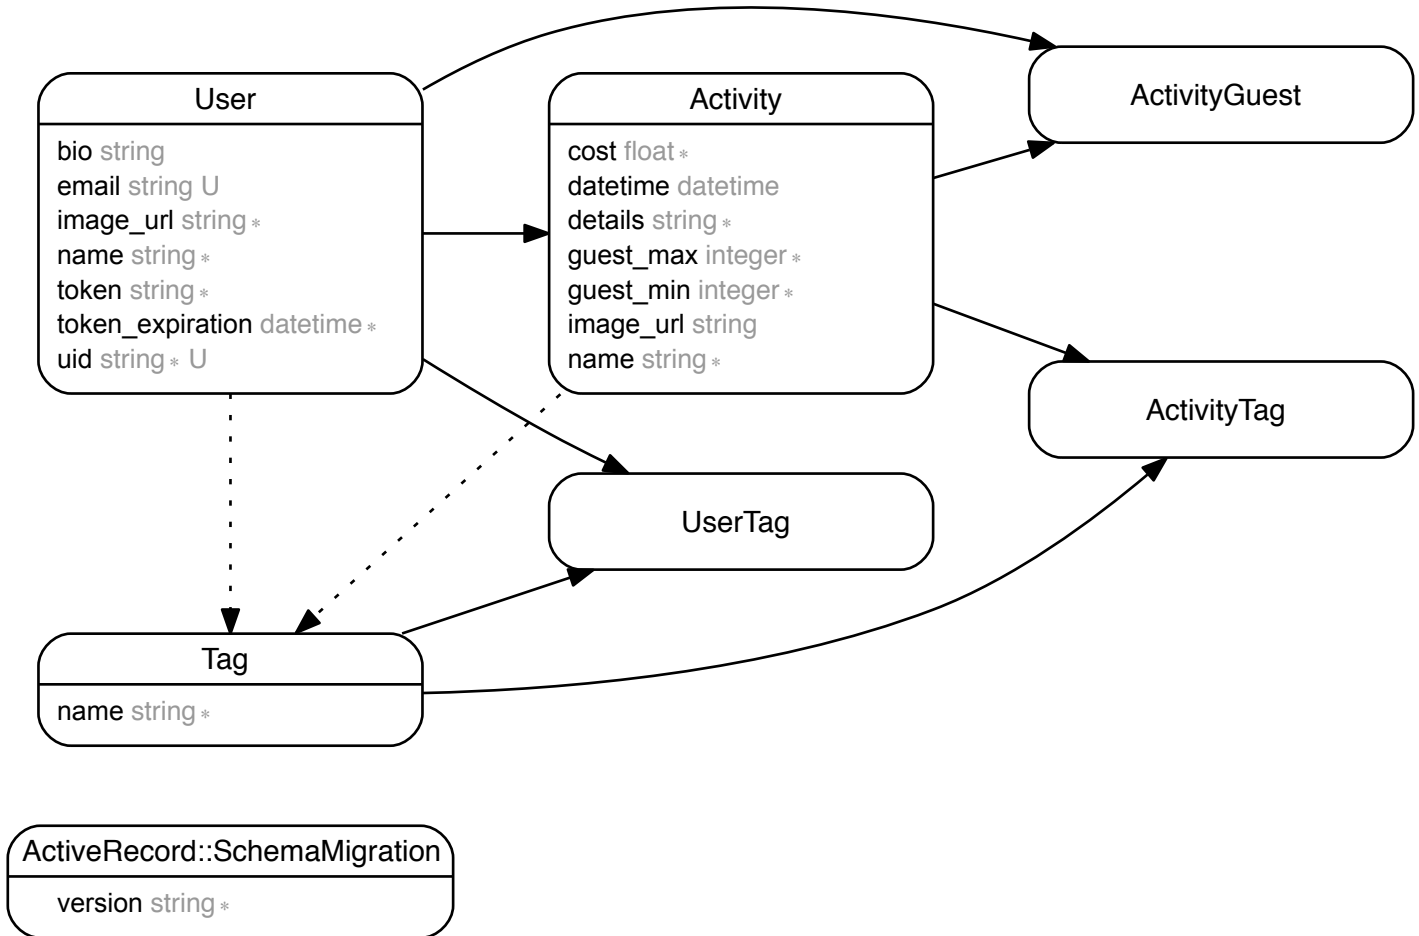 User
bio string
email string U
image_url string *
name string *
token string *
token_expiration datetime *
uid string * U
Activity
cost float *
datetime datetime
details string *
guest_max integer *
guest_min integer *
image_url string
name string *
ActivityGuest
ActivityTag
UserTag
Tag
name string *
ActiveRecord::SchemaMigration
version string *